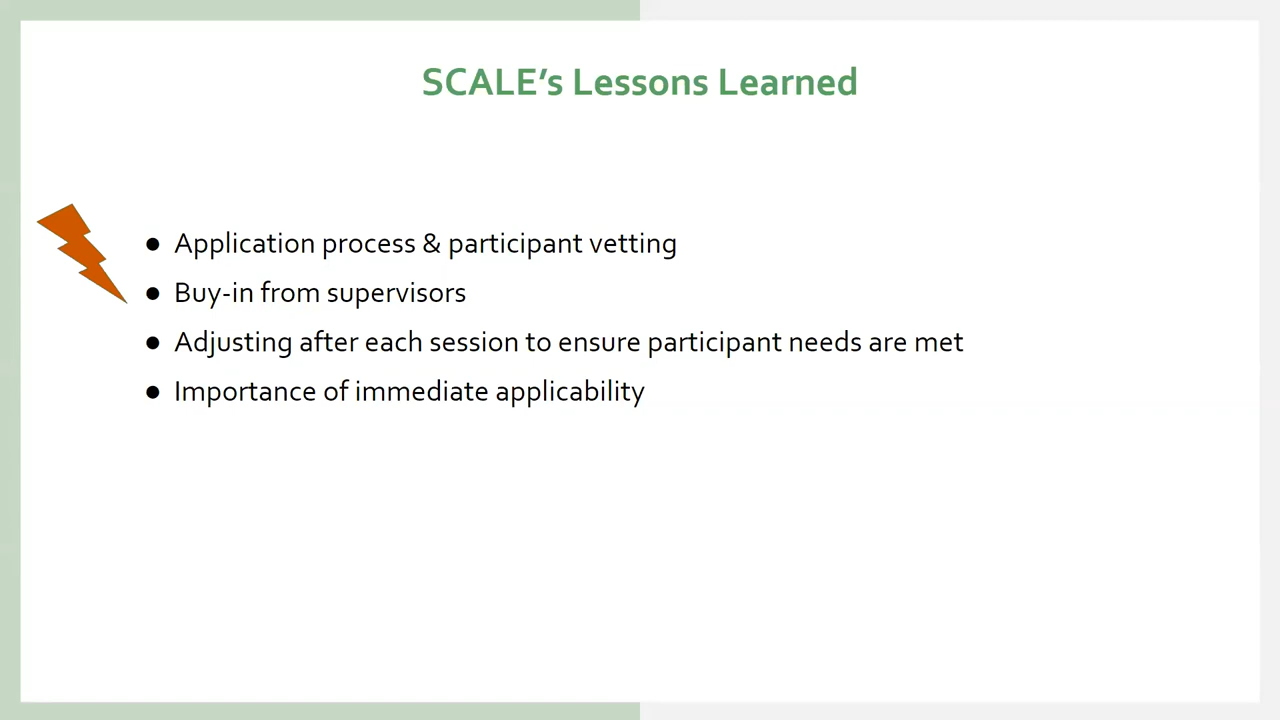 SCALE’s Lessons Learned
● Application process & participant vetting
● Buy-in from supervisors
● Adjusting after each session to ensure participant needs are met
● Importance of immediate applicability